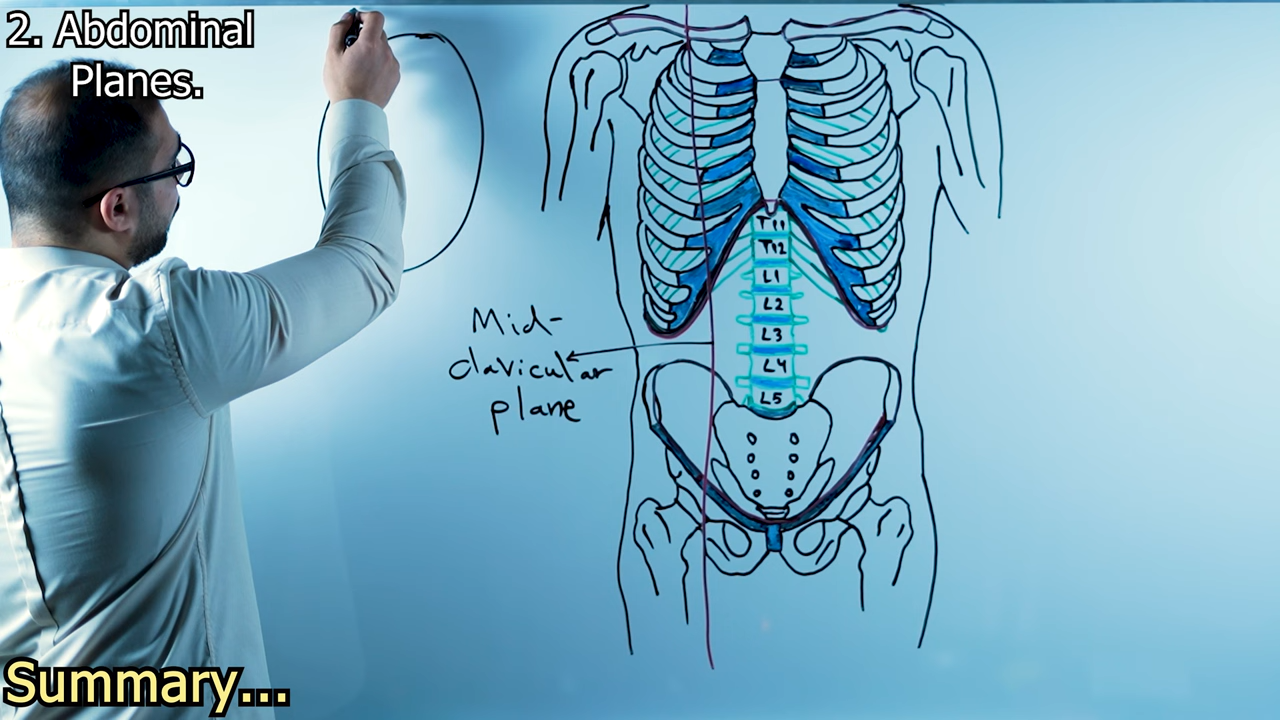 2. Abdominal
Planes.
T11
T12
L1
L2
L3
L4
L5
Mid-
clavicular
plane
Summary...